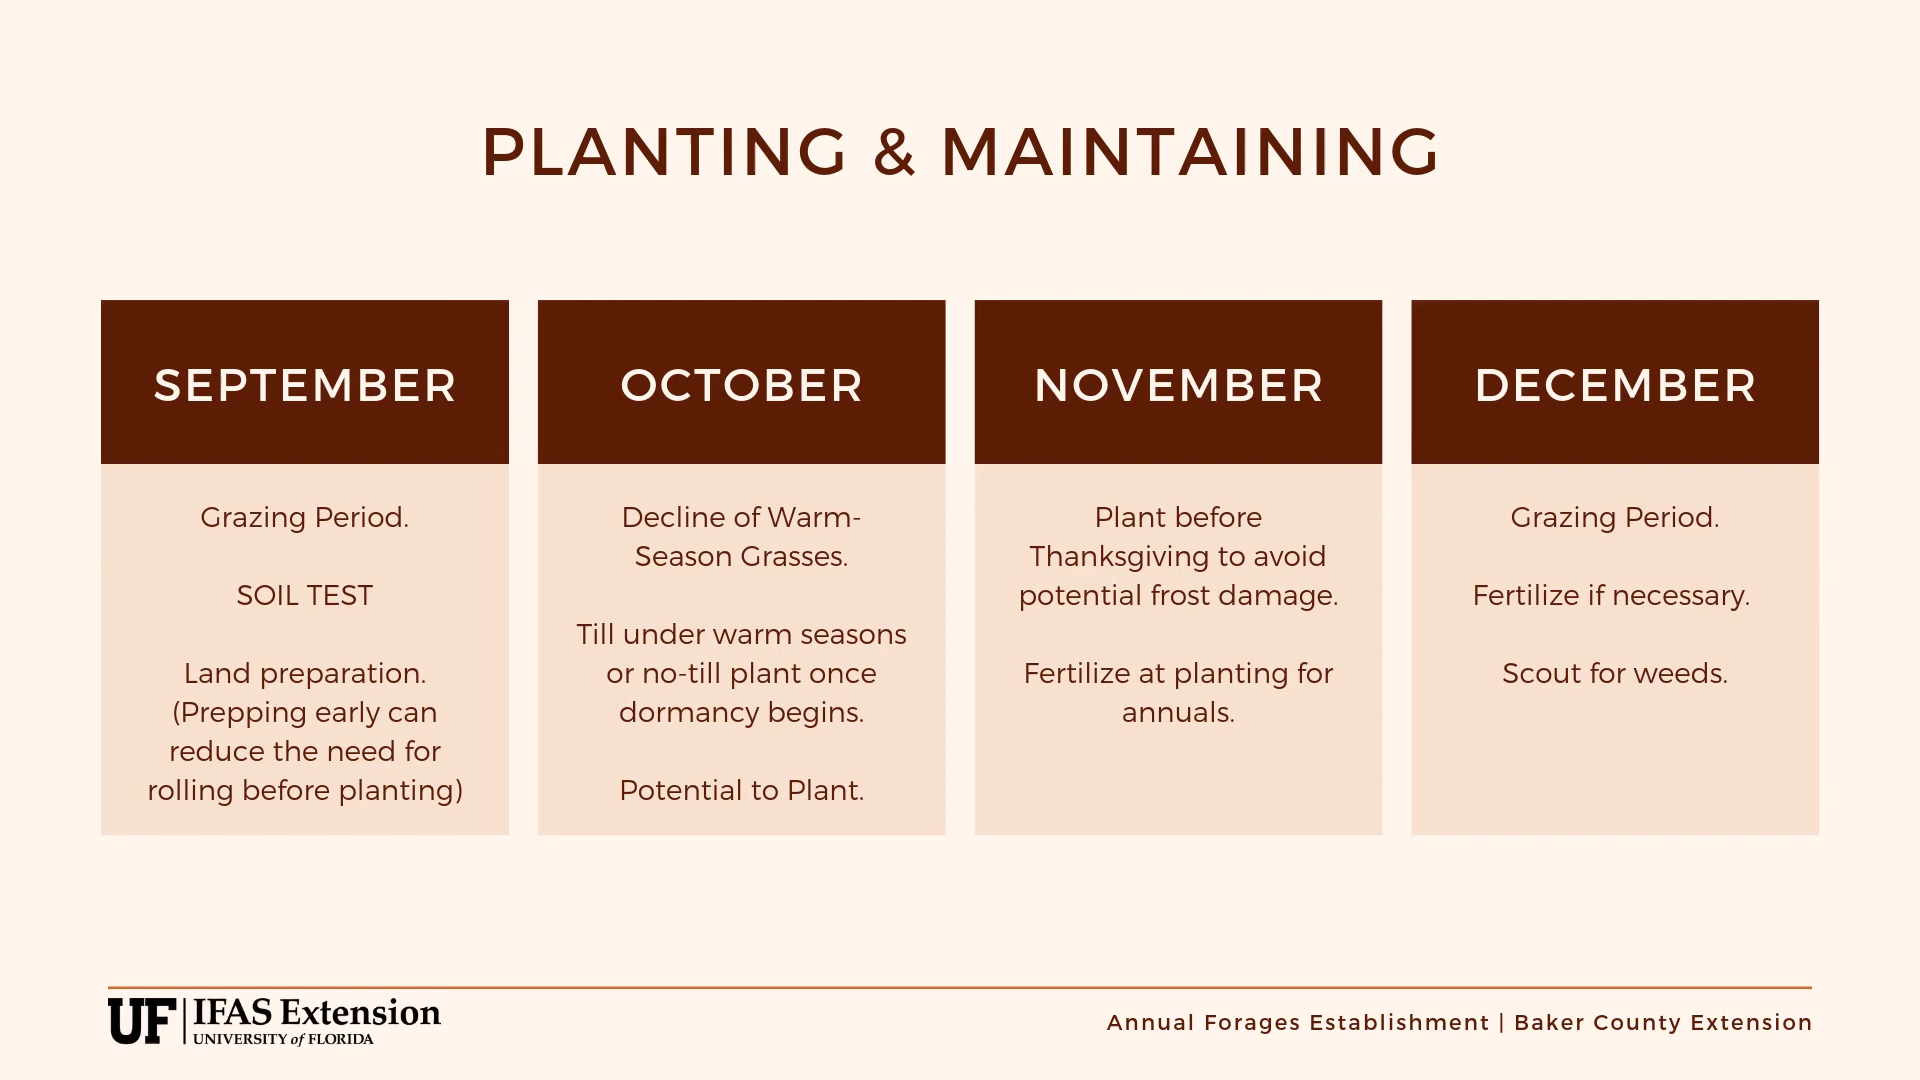 PLANTING & MAINTAINING
SEPTEMBER
Grazing Period.
SOIL TEST
Land preparation.
(Prepping early can
reduce the need for
rolling before planting)
OCTOBER
Decline of Warm-
Season Grasses.
Till under warm seasons
or no-till plant once
dormancy begins.
Potential to Plant.
NOVEMBER
Plant before
Thanksgiving to avoid
potential frost damage.
Fertilize at planting for
annuals.
DECEMBER
Grazing Period.
Fertilize if necessary.
Scout for weeds.
UF | IFAS Extension
UNIVERSITY of FLORIDA
Annual Forages Establishment | Baker County Extension